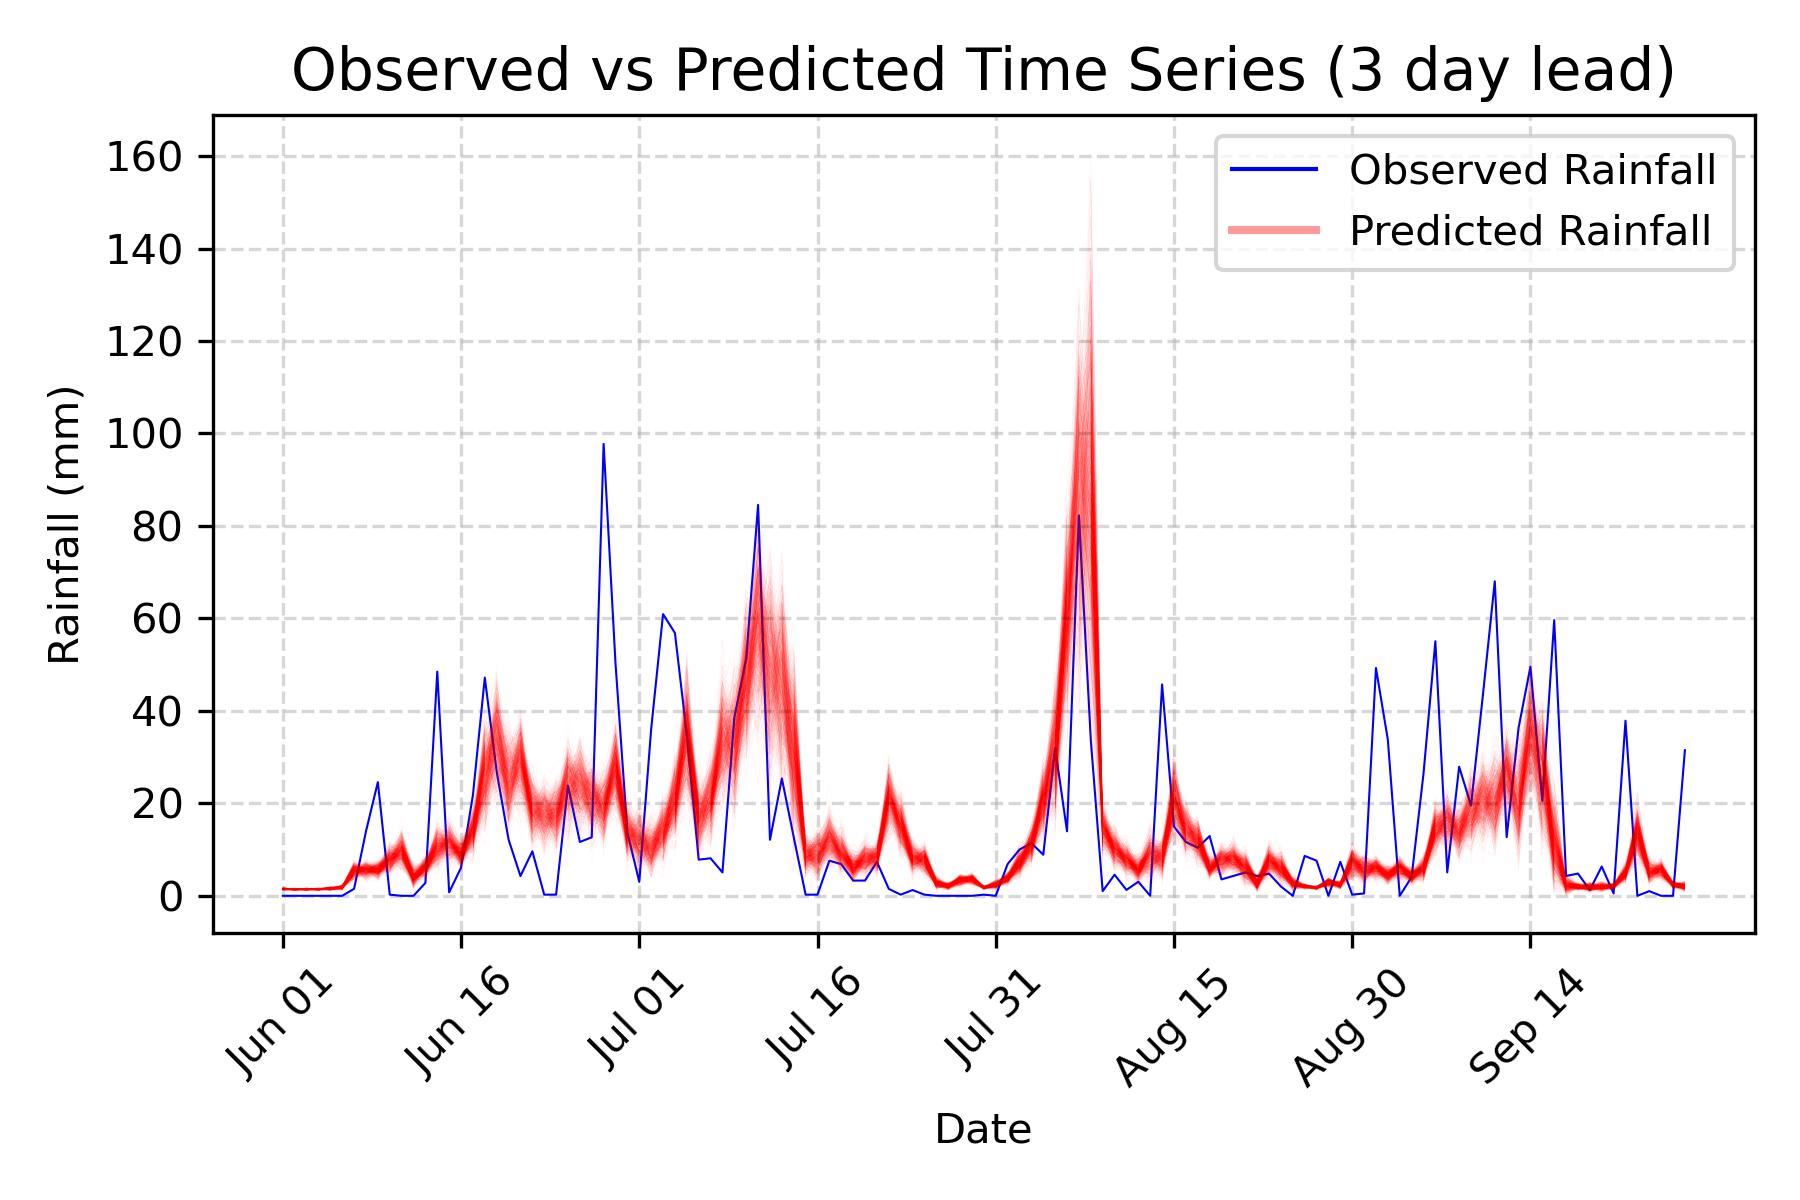 Observed vs Predicted Time Series (3 day lead)
Observed Rainfall
Predicted Rainfall
Rainfall (mm)
160
140
120
100
80
60
40
20
0
Jun 01
Jun 16
Jul 01
Jul 16
Jul 31
Aug 15
Aug 30
Sep 14
Date